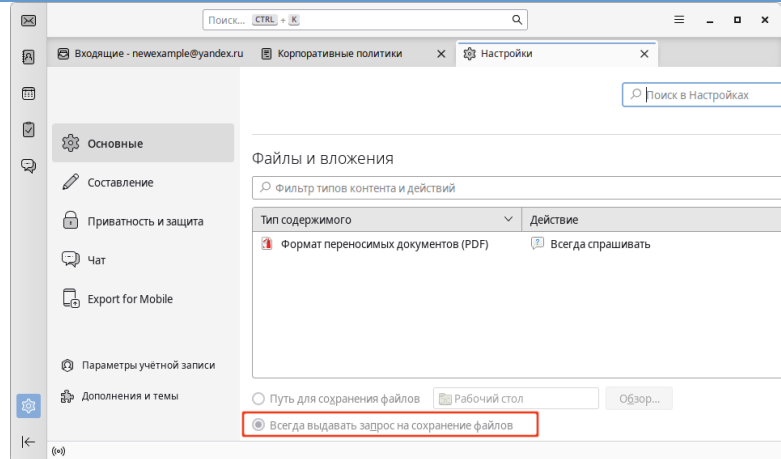 Поиск... CTRL + K
Входящие - newexample@yandex.ru
Корпоративные политики
Настройки
Поиск в Настройках
Основные
Составление
Приватность и защита
Чат
Export for Mobile
Параметры учётной записи
Дополнения и темы
Файлы и вложения
Фильтр типов контента и действий
Тип содержимого Действие
Формат переносимых документов (PDF) Всегда спрашивать
Путь для сохранения файлов Рабочий стол Обзор...
Всегда выдавать запрос на сохранение файлов